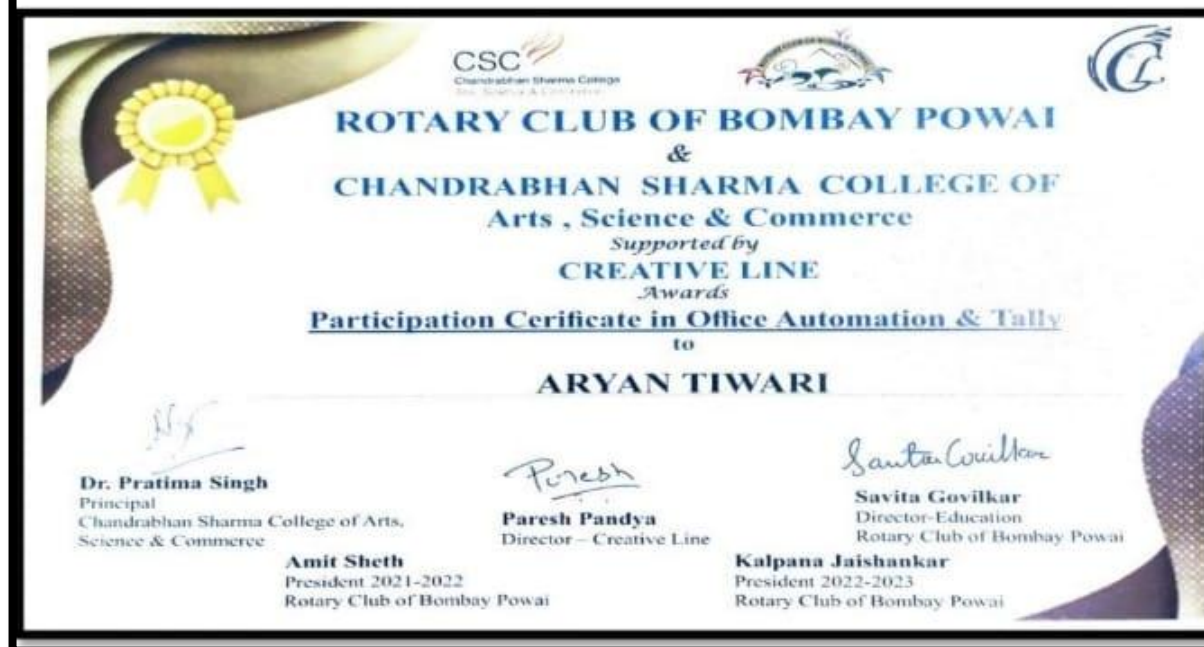 CSC
Chandrabhan Sharma College
ROTARY CLUB OF BOMBAY POWAI
&
CHANDRABHAN SHARMA COLLEGE OF
Arts , Science & Commerce
Supported by
CREATIVE LINE
Awards
Participation Cerificate in Office Automation & Tally
to
ARYAN TIWARI
Paresh
Dr. Pratima Singh
Principal
Chandrabhan Sharma College of Arts,
Science & Commerce
Paresh Pandya
Director – Creative Line
Savita Govilkar
Director-Education
Rotary Club of Bombay Powai
Amit Sheth
President 2021-2022
Rotary Club of Bombay Powai
Kalpana Jaishankar
President 2022-2023
Rotary Club of Bombay Powai